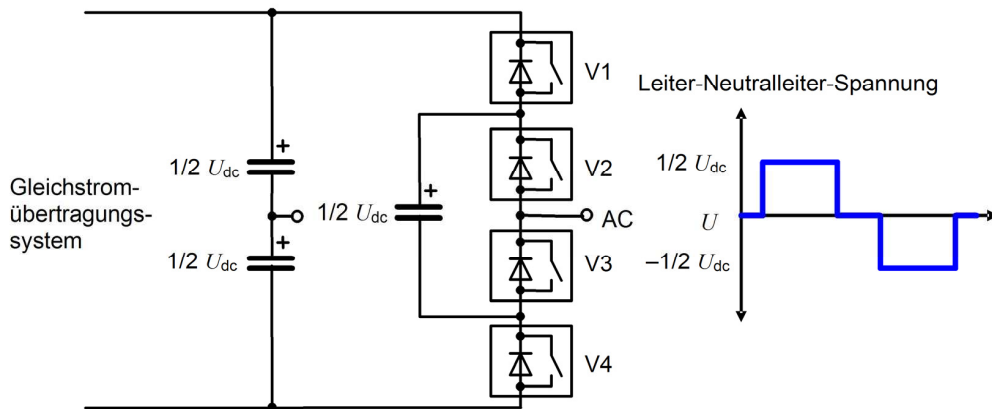 V1
Leiter-Neutralleiter-Spannung
+
1/2 Udc
V2
1/2 Udc
+
Gleichstrom-
übertragungs-
system
1/2 Udc
AC
U
+
1/2 Udc
V3
–1/2 Udc
V4